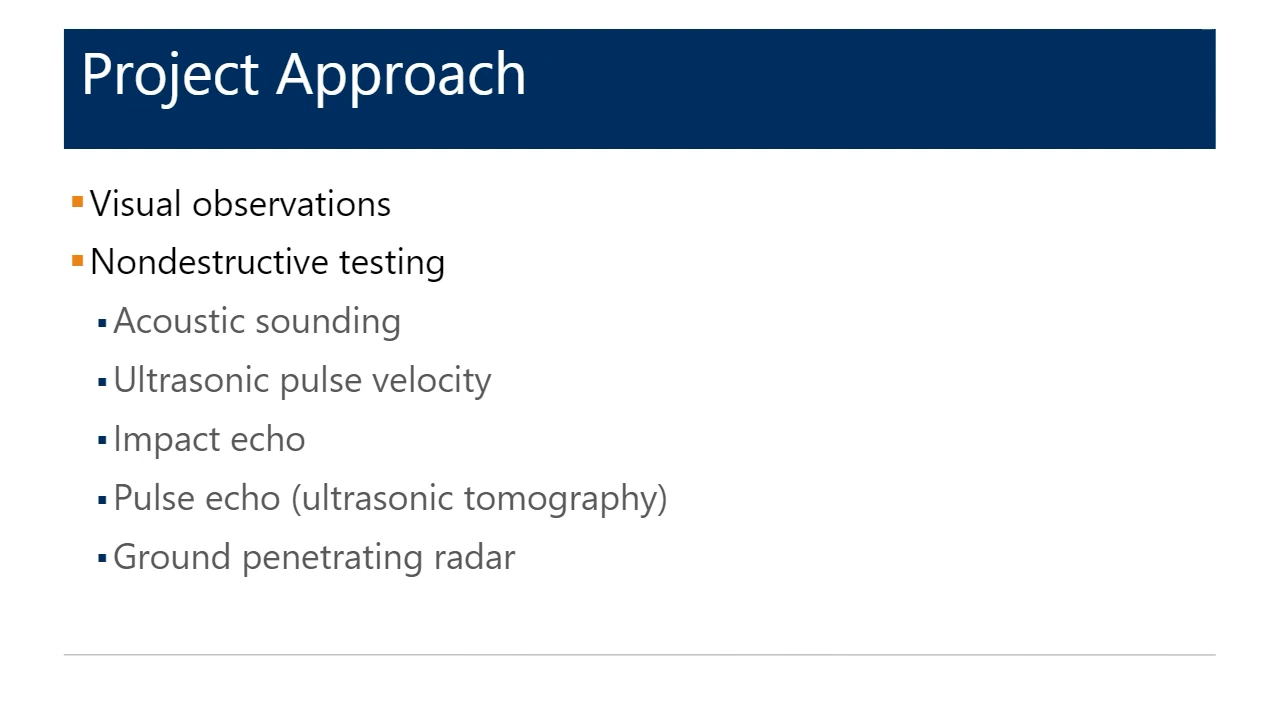 Project Approach
Visual observations
Nondestructive testing
Acoustic sounding
Ultrasonic pulse velocity
Impact echo
Pulse echo (ultrasonic tomography)
Ground penetrating radar